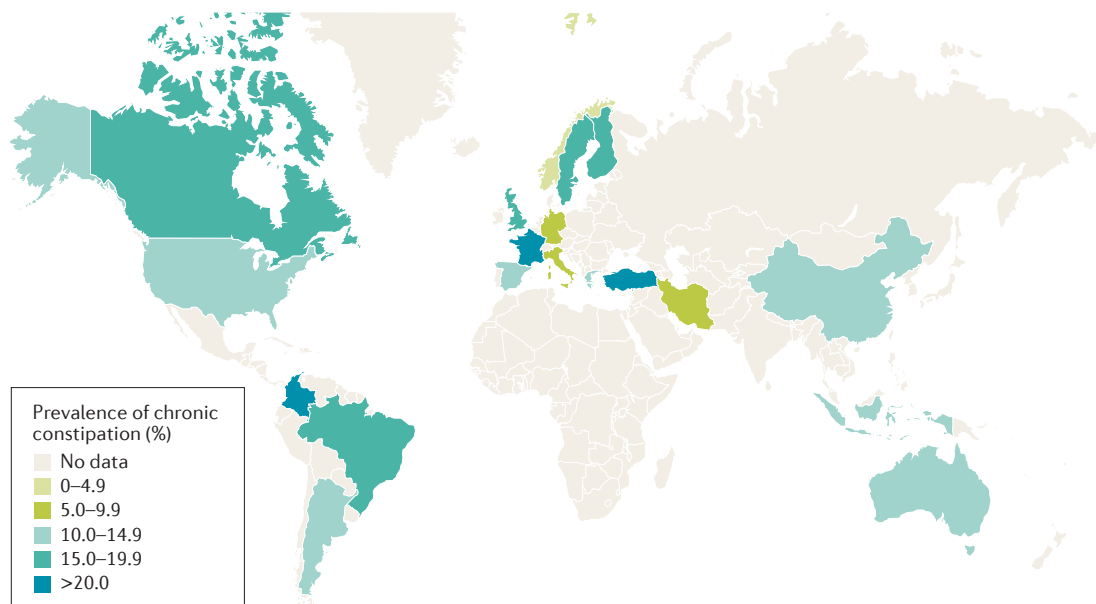 Prevalence of chronic
constipation (%)
No data
0–4.9
5.0–9.9
10.0–14.9
15.0–19.9
>20.0